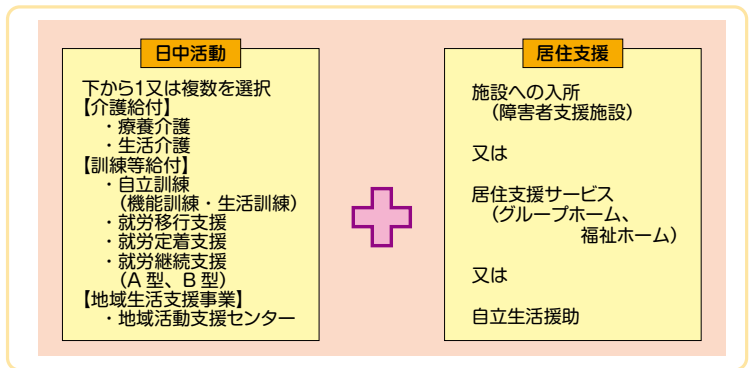 日中活動
下から1又は複数を選択
【介護給付】
・療養介護
・生活介護
【訓練等給付】
・自立訓練
（機能訓練・生活訓練）
・就労移行支援
・就労定着支援
・就労継続支援
（A 型、B 型）
【地域生活支援事業】
・地域活動支援センター
居住支援
施設への入所
（障害者支援施設）
又は
居住支援サービス
（グループホーム、
福祉ホーム）
又は
自立生活援助